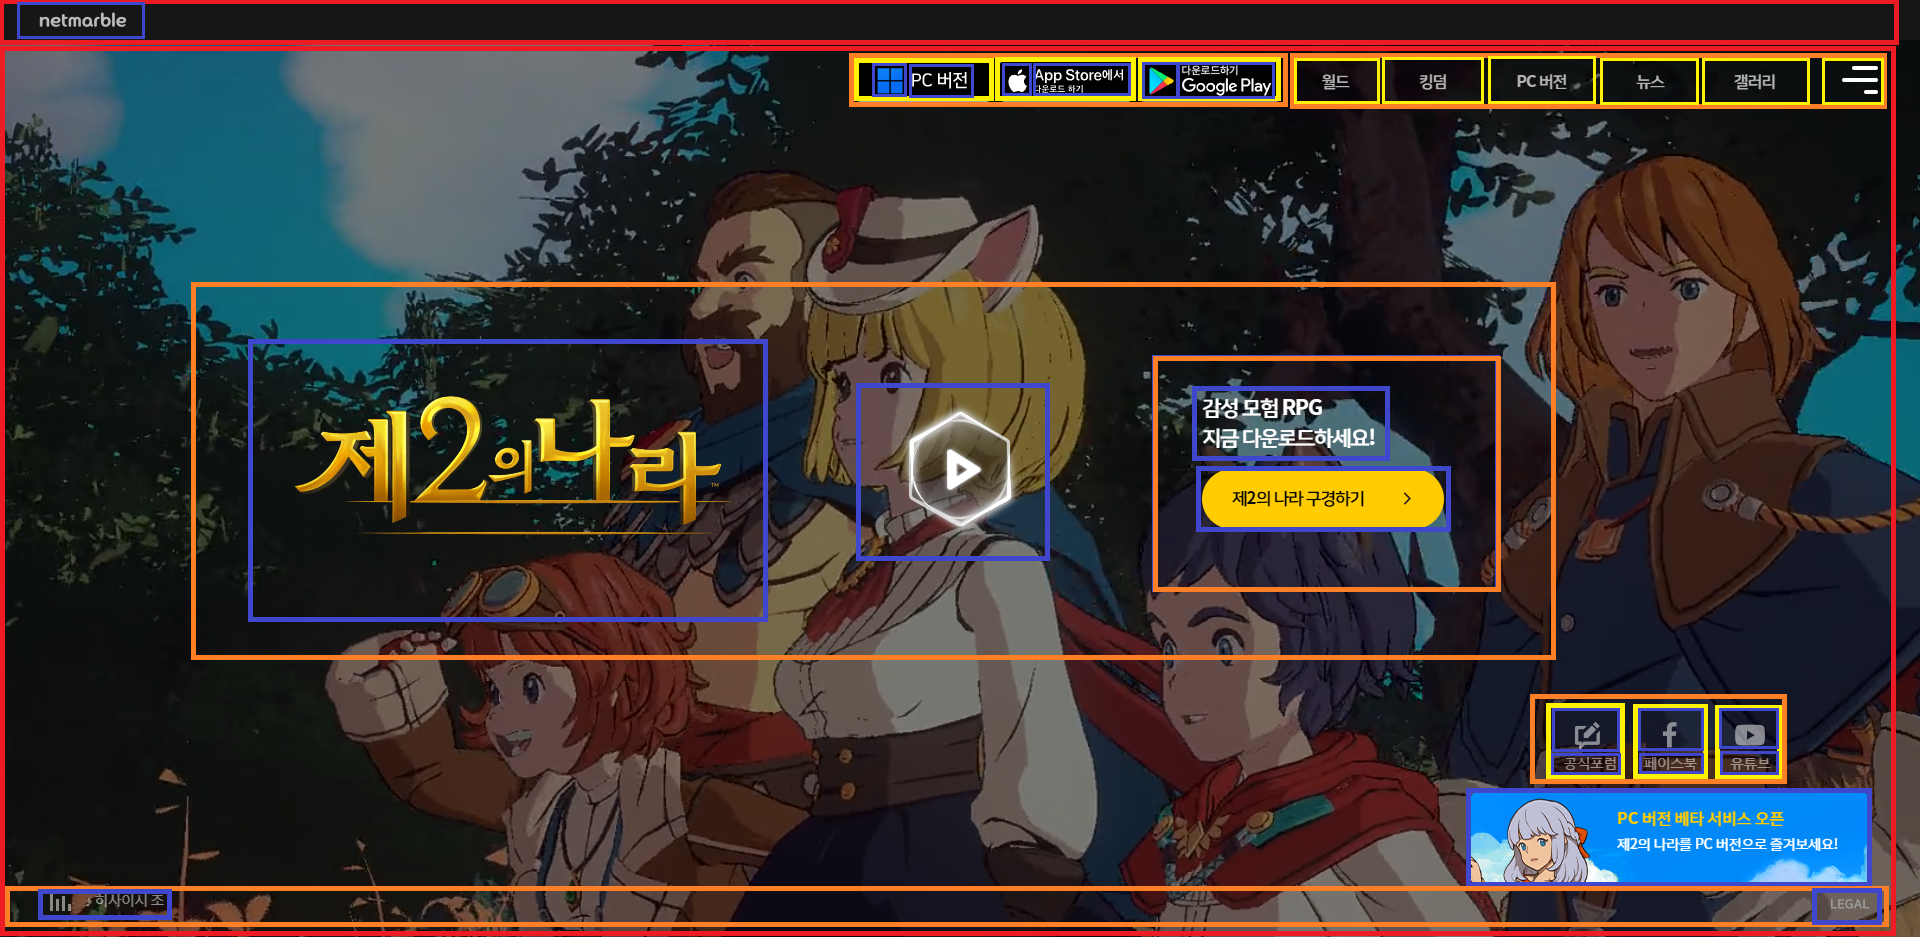 netmarble
PC 버전
App Store에서
다운로드 하기
다운로드하기
Google Play
월드
킹덤
PC 버전
뉴스
갤러리
제2의나라
TM
감성 모험 RPG
지금 다운로드하세요!
제2의 나라 구경하기
공식포럼
페이스북
유튜브
PC 버전 베타 서비스 오픈
제2의 나라를 PC 버전으로 즐겨보세요!
♪ 히사이시 조
LEGAL